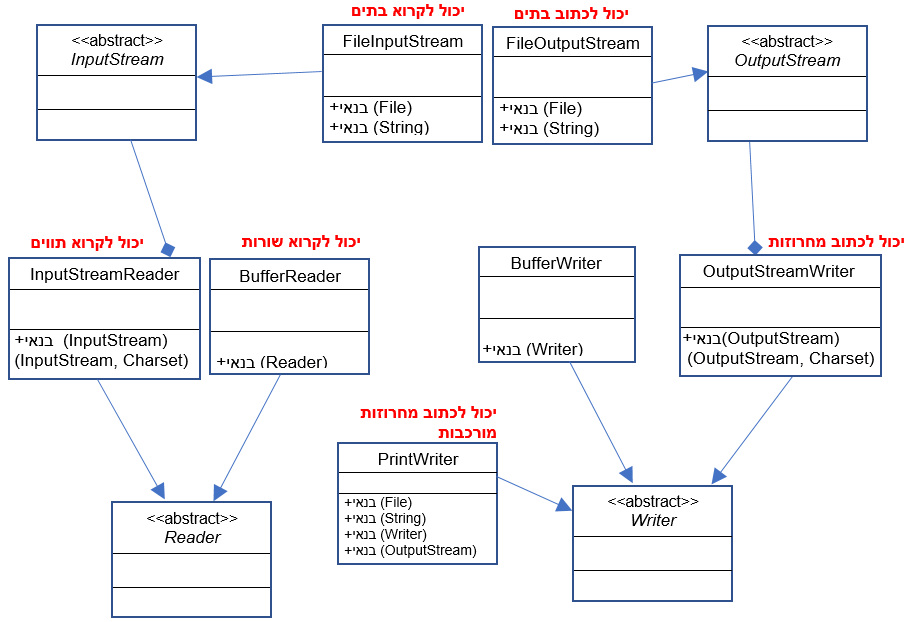 יכול לקרוא בתים
יכול לכתוב בתים
<<abstract>>
InputStream
FileInputStream
+בנאי (File)
+בנאי (String)
FileOutputStream
+בנאי (File)
+בנאי (String)
<<abstract>>
OutputStream
יכול לקרוא תווים
יכול לקרוא שורות
יכול לכתוב מחרוזות
InputStreamReader
+בנאי (InputStream)
(InputStream, Charset)
BufferReader
+בנאי (Reader)
BufferWriter
+בנאי (Writer)
OutputStreamWriter
+בנאי(OutputStream)
(OutputStream, Charset)
יכול לכתוב מחרוזות
מורכבות
PrintWriter
+בנאי (File)
+בנאי (String)
+בנאי (Writer)
+בנאי (OutputStream)
<<abstract>>
Reader
<<abstract>>
Writer